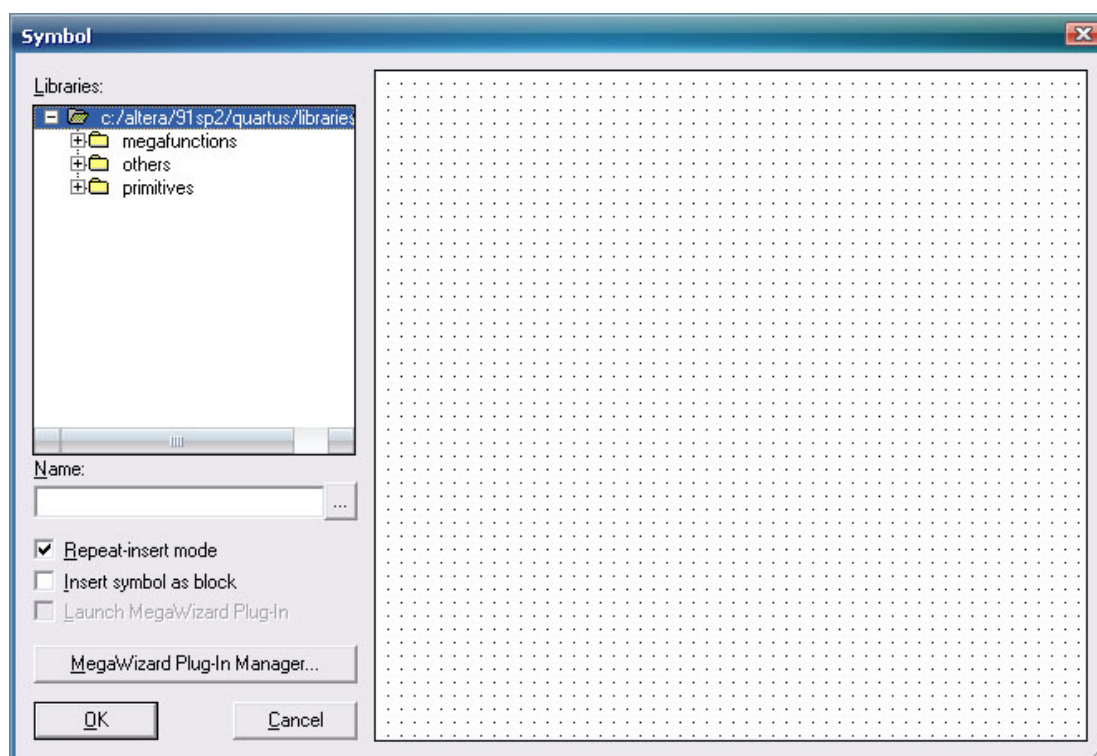 Symbol
Libraries:
c:/altera/91sp2/quartus/libraries
megafunctions
others
primitives
Name:
...
Repeat-insert mode
Insert symbol as block
Launch MegaWizard Plug-In
MegaWizard Plug-In Manager...
OK
Cancel